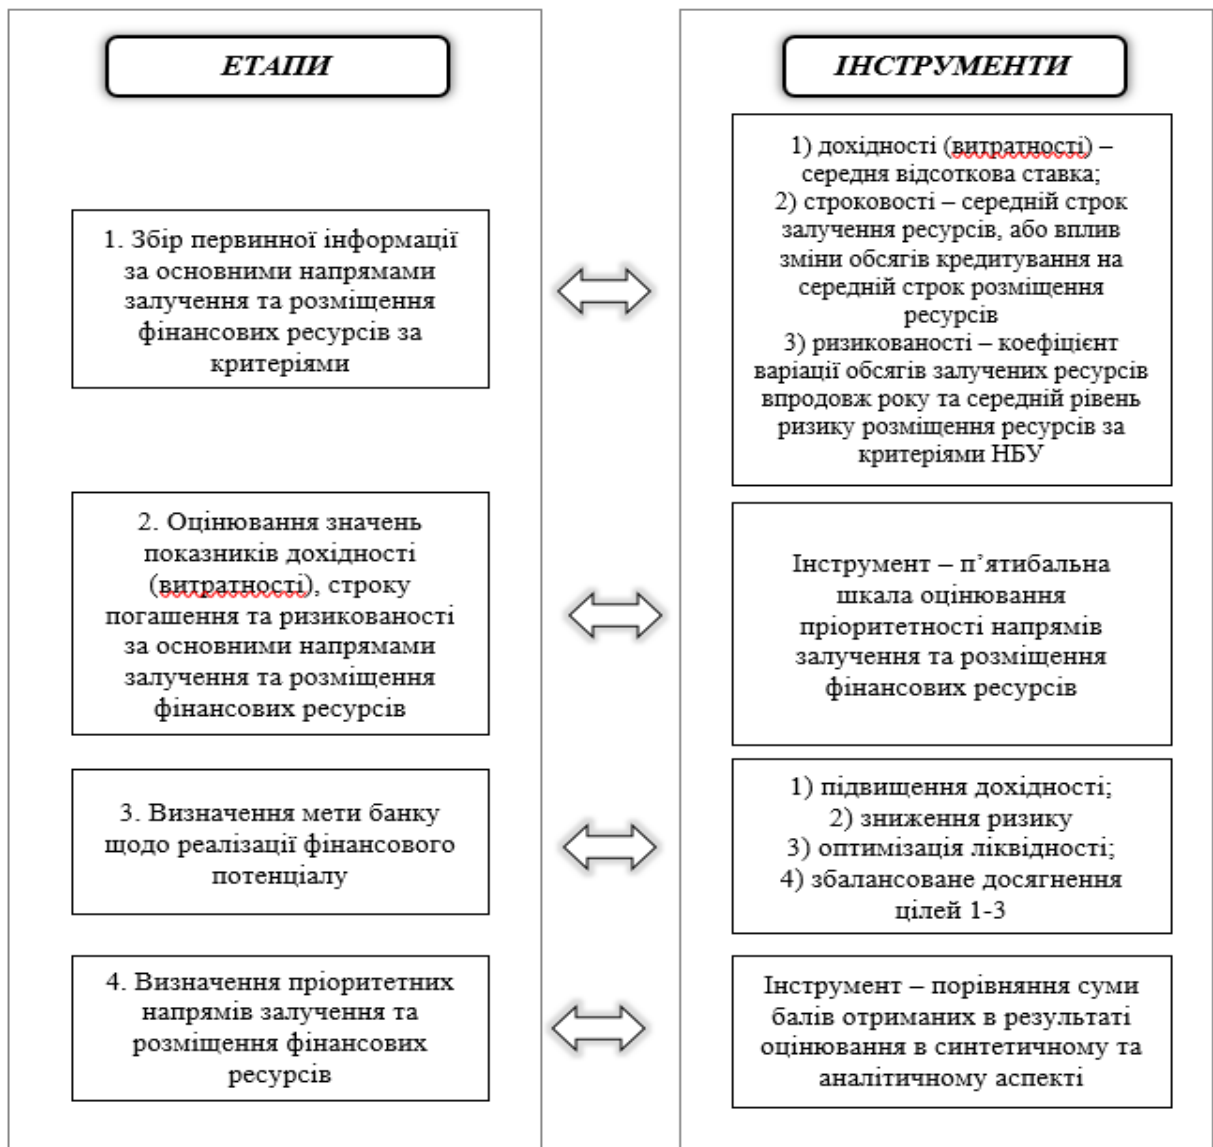 ЕТАПИ
ІНСТРУМЕНТИ
1. Збір первинної інформації
за основними напрямами
залучення та розміщення
фінансових ресурсів за
критеріями
1) дохідності (витратності) –
середня відсоткова ставка;
2) строковості – середній строк
залучення ресурсів, або вплив
зміни обсягів кредитування на
середній строк розміщення
ресурсів
3) ризикованості – коефіцієнт
варіації обсягів залучених ресурсів
впродовж року та середній рівень
ризику розміщення ресурсів за
критеріями НБУ
2. Оцінювання значень
показників дохідності
(витратності), строку
погашення та ризикованості
за основними напрямами
залучення та розміщення
фінансових ресурсів
Інструмент – п’ятибальна
шкала оцінювання
пріоритетності напрямів
залучення та розміщення
фінансових ресурсів
3. Визначення мети банку
щодо реалізації фінансового
потенціалу
1) підвищення дохідності;
2) зниження ризику
3) оптимізація ліквідності;
4) збалансоване досягнення
цілей 1-3
4. Визначення пріоритетних
напрямів залучення та
розміщення фінансових
ресурсів
Інструмент – порівняння суми
балів отриманих в результаті
оцінювання в синтетичному та
аналітичному аспекті